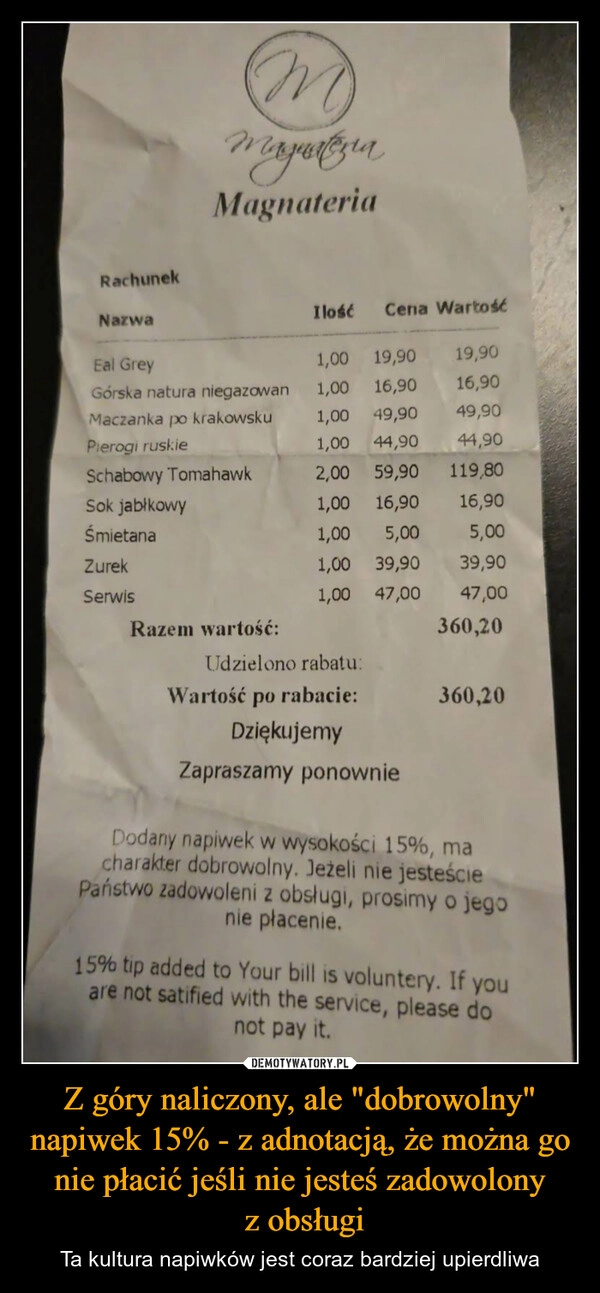 M
Magnateria
Magnateria
Rachunek
Nazwa Ilość Cena Wartość
Eal Grey 1,00 19,90 19,90
Górska natura niegazowan 1,00 16,90 16,90
Maczanka po krakowsku 1,00 49,90 49,90
Pierogi ruskie 1,00 44,90 44,90
Schabowy Tomahawk 2,00 59,90 119,80
Sok jabłkowy 1,00 16,90 16,90
Śmietana 1,00 5,00 5,00
Zurek 1,00 39,90 39,90
Serwis 1,00 47,00 47,00
Razem wartość: 360,20
Udzielono rabatu:
Wartość po rabacie: 360,20
Dziękujemy
Zapraszamy ponownie
Dodany napiwek w wysokości 15%, ma
charakter dobrowolny. Jeżeli nie jesteście
Państwo zadowoleni z obsługi, prosimy o jego
nie płacenie.
15% tip added to Your bill is voluntery. If you
are not satified with the service, please do
not pay it.
DEMOTYWATORY.PL
Z góry naliczony, ale "dobrowolny"
napiwek 15% - z adnotacją, że można go
nie płacić jeśli nie jesteś zadowolony
z obsługi
Ta kultura napiwków jest coraz bardziej upierdliwa